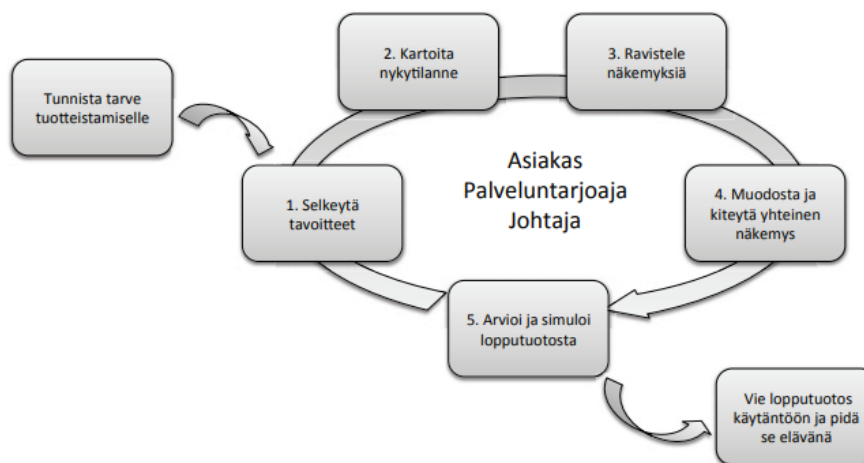 Tunnista tarve
tuotteistamiselle
1. Selkeytä
tavoitteet
2. Kartoita
nykytilanne
3. Ravistele
näkemyksiä
4. Muodosta ja
kiteytä yhteinen
näkemys
5. Arvioi ja simuloi
lopputuotosta
Asiakas
Palveluntarjoaja
Johtaja
Vie lopputuotos
käytäntöön ja pidä
se elävänä